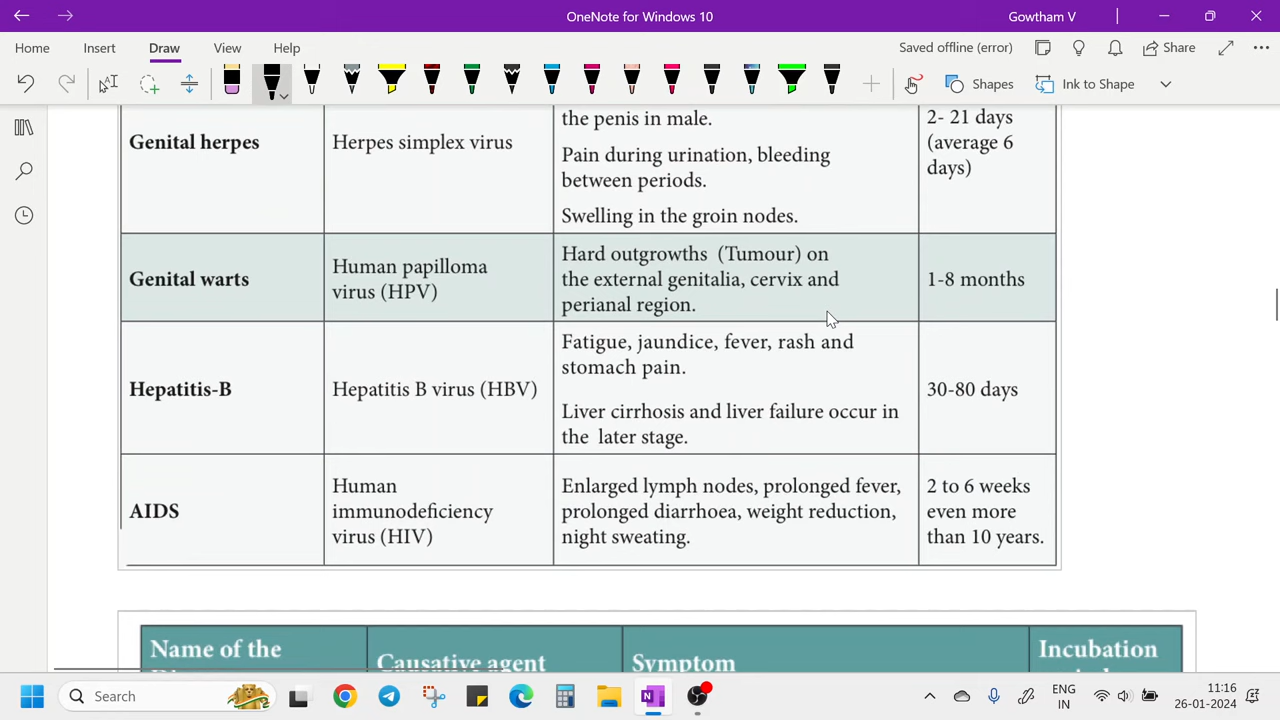 OneNote for Windows 10
Gowtham V
Home Insert Draw View Help
Saved offline (error)
Share
Shapes
Ink to Shape
Genital herpes
Herpes simplex virus
the penis in male.
Pain during urination, bleeding
between periods.
Swelling in the groin nodes.
2- 21 days
(average 6
days)
Genital warts
Human papilloma
virus (HPV)
Hard outgrowths (Tumour) on
the external genitalia, cervix and
perianal region.
1-8 months
Hepatitis-B
Hepatitis B virus (HBV)
Fatigue, jaundice, fever, rash and
stomach pain.
Liver cirrhosis and liver failure occur in
the later stage.
30-80 days
AIDS
Human
immunodeficiency
virus (HIV)
Enlarged lymph nodes, prolonged fever,
prolonged diarrhoea, weight reduction,
night sweating.
2 to 6 weeks
even more
than 10 years.
Name of the
Causative agent
Symptom
Incubation
Search
ENG
IN
11:16
26-01-2024